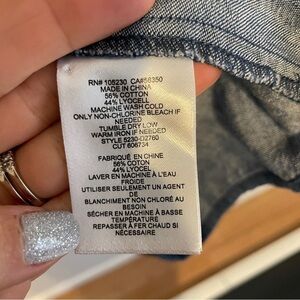 RN# 105230 CA#56350
MADE IN CHINA
56% COTTON
44% LYOCELL
MACHINE WASH COLD
ONLY NON-CHLORINE BLEACH IF
NEEDED
TUMBLE DRY LOW
WARM IRON IF NEEDED
STYLE 5230-D2760
CUT 606734
FABRIQUÉ EN CHINE
56% COTON
44% LYOCELL
LAVER EN MACHINE À L'EAU
FROIDE
UTILISER SEULEMENT UN AGENT
DE
BLANCHIMENT NON CHLORÉ AU
BESOIN
SÉCHER EN MACHINE À BASSE
TEMPÉRATURE
REPASSER À FER CHAUD SI
NÉCESSAIRE